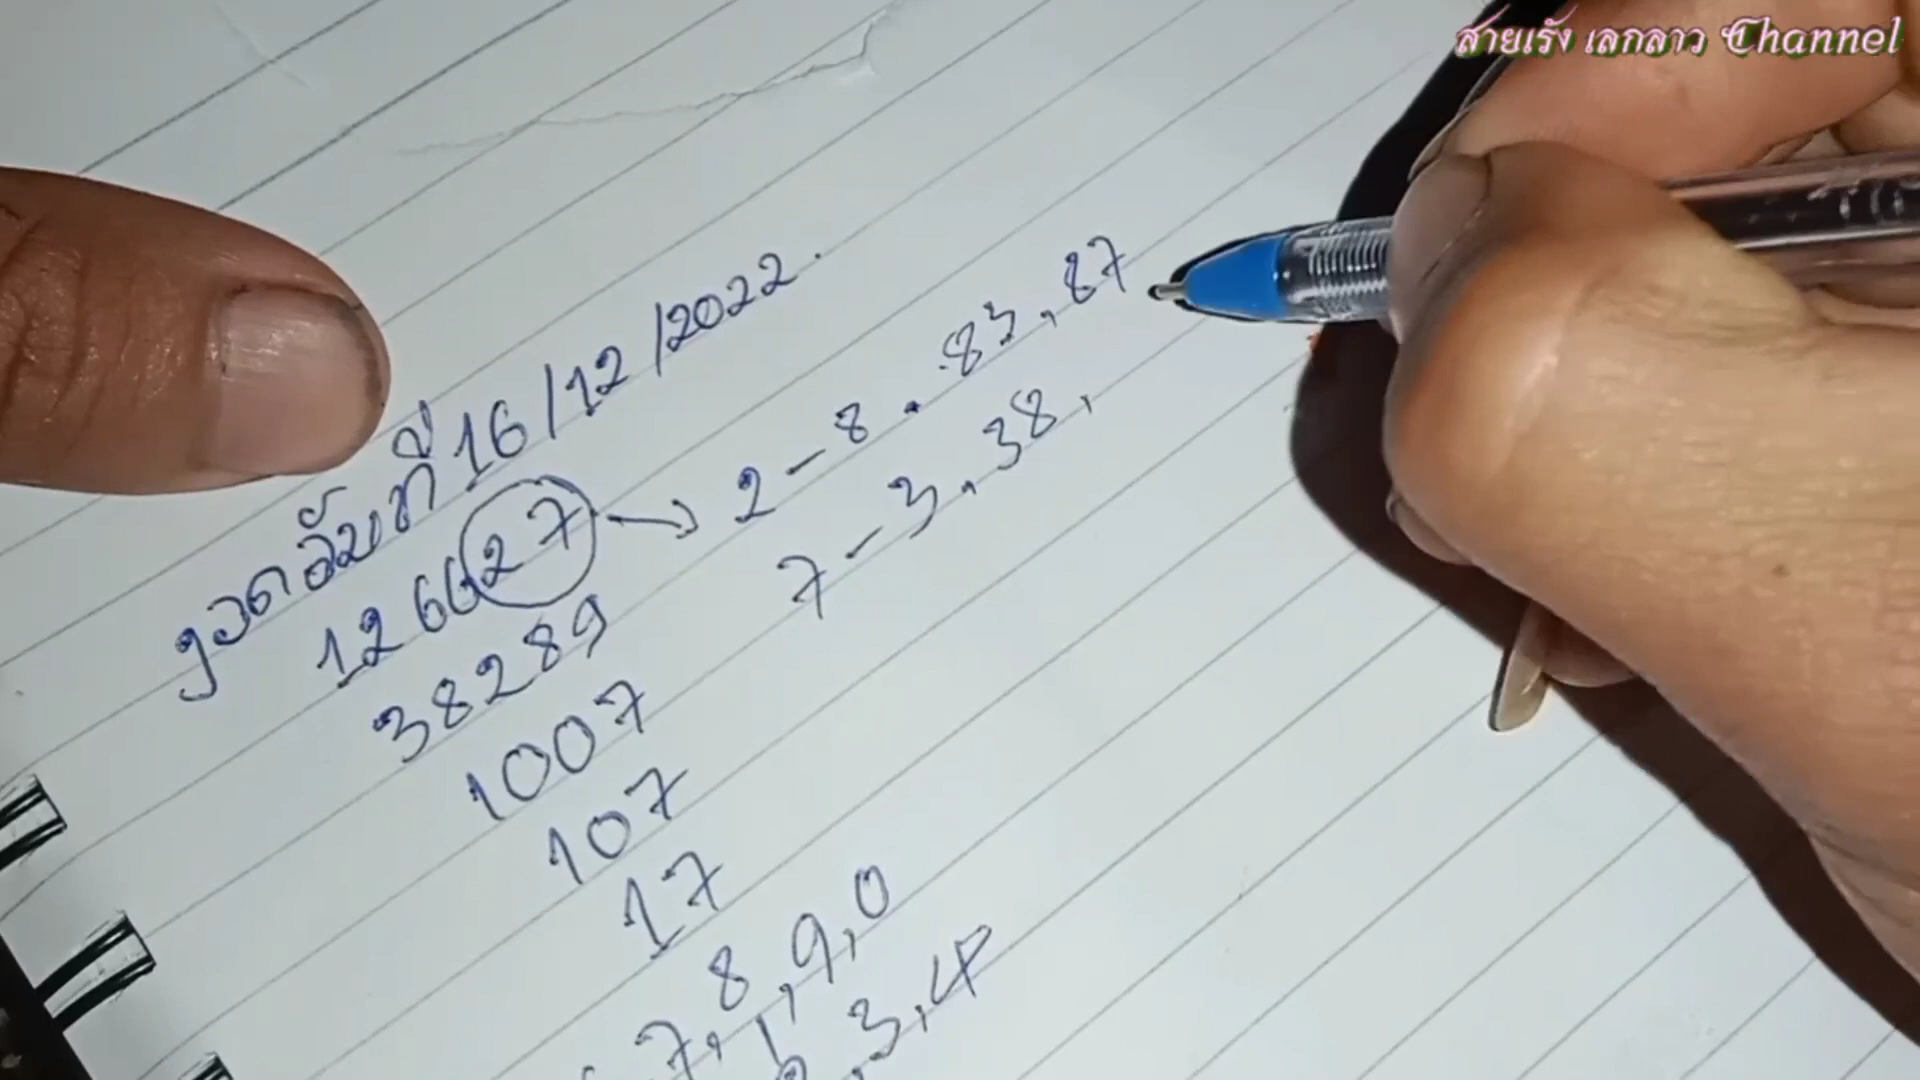 สายเร้ง เลกลาว Channel
งวดวันที่ 16/12/2022.
126627 → 2-8. 83, 87
7-3, 38,
38289
1007
107
17
7, 8, 9, 0
3, 4